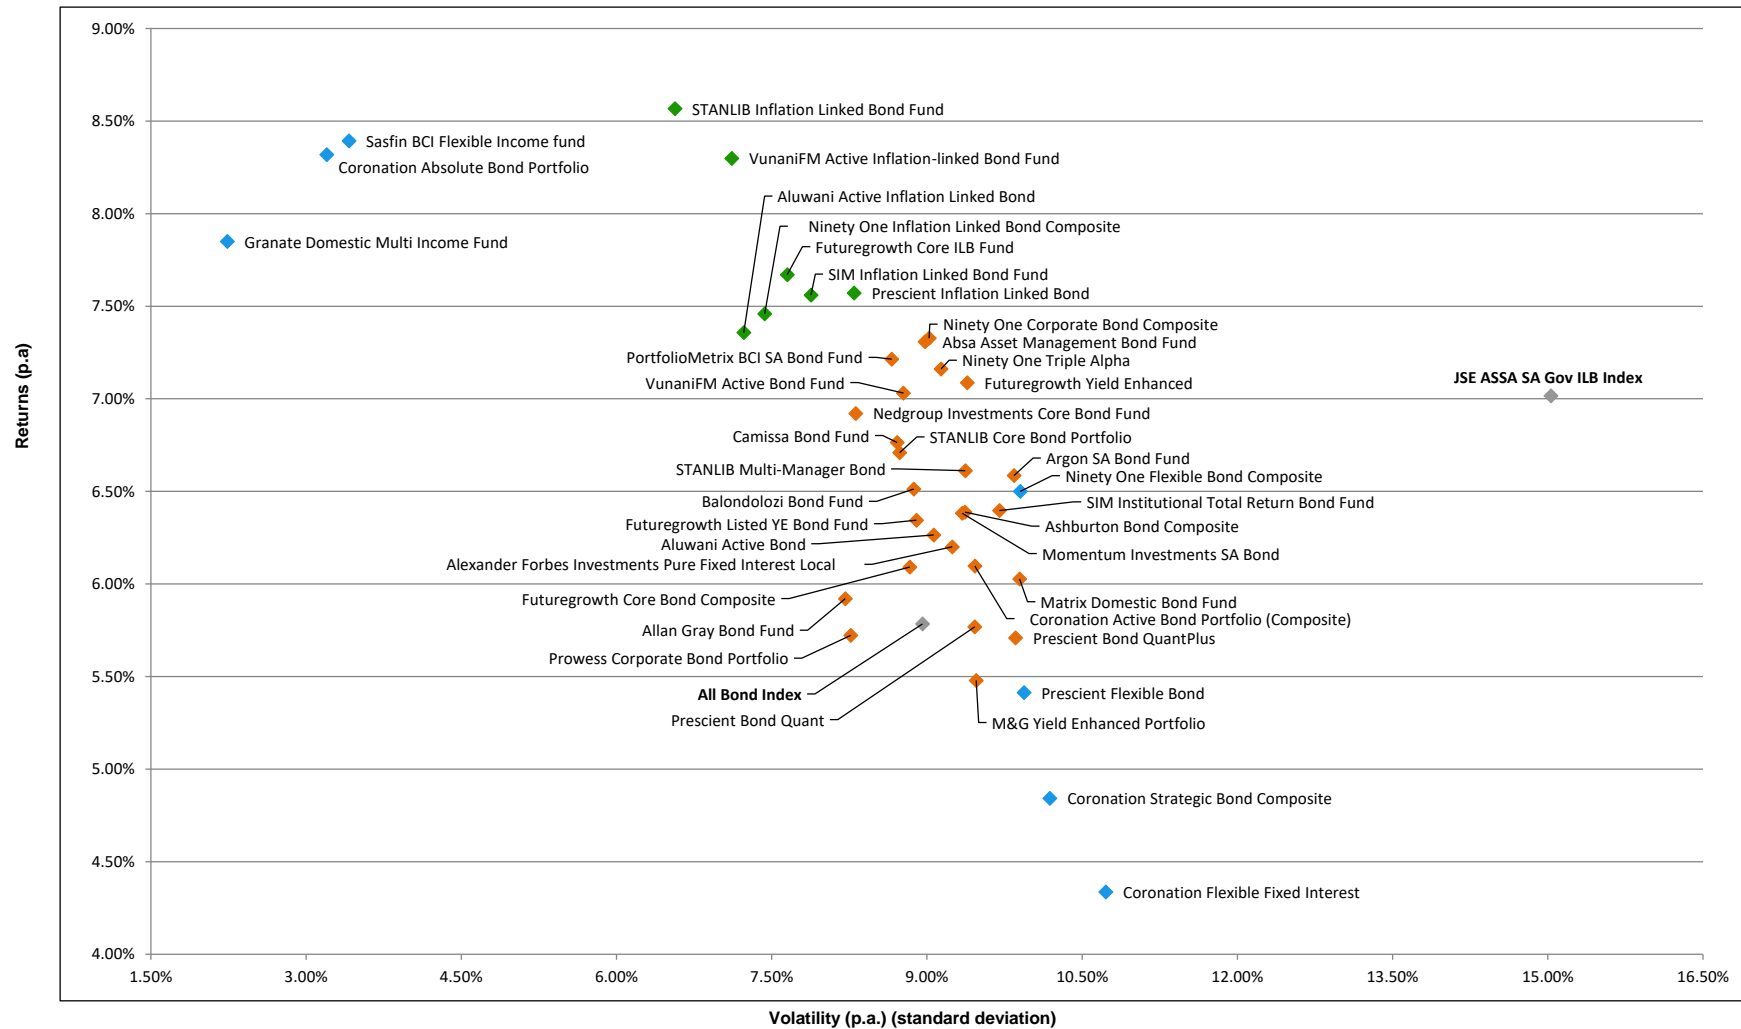 9.00%
STANLIB Inflation Linked Bond Fund
8.50%
Sasfin BCI Flexible Income fund
Coronation Absolute Bond Portfolio
VunaniFM Active Inflation-linked Bond Fund
Aluwani Active Inflation Linked Bond
8.00%
Ninety One Inflation Linked Bond Composite
Granate Domestic Multi Income Fund
Futuregrowth Core ILB Fund
SIM Inflation Linked Bond Fund
Prescient Inflation Linked Bond
7.50%
Ninety One Corporate Bond Composite
Absa Asset Management Bond Fund
PortfolioMetrix BCI SA Bond Fund
Ninety One Triple Alpha
VunaniFM Active Bond Fund
Futuregrowth Yield Enhanced
JSE ASSA SA Gov ILB Index
7.00%
Nedgroup Investments Core Bond Fund
Camissa Bond Fund
STANLIB Core Bond Portfolio
STANLIB Multi-Manager Bond
Argon SA Bond Fund
Ninety One Flexible Bond Composite
6.50%
Balondolozi Bond Fund
SIM Institutional Total Return Bond Fund
Futuregrowth Listed YE Bond Fund
Ashburton Bond Composite
Aluwani Active Bond
Momentum Investments SA Bond
Alexander Forbes Investments Pure Fixed Interest Local
6.00%
Futuregrowth Core Bond Composite
Matrix Domestic Bond Fund
Coronation Active Bond Portfolio (Composite)
Allan Gray Bond Fund
Prescient Bond QuantPlus
Prowess Corporate Bond Portfolio
5.50%
All Bond Index
Prescient Flexible Bond
Prescient Bond Quant
M&G Yield Enhanced Portfolio
5.00%
Coronation Strategic Bond Composite
4.50%
Coronation Flexible Fixed Interest
4.00%
Returns (p.a)
1.50% 3.00% 4.50% 6.00% 7.50% 9.00% 10.50% 12.00% 13.50% 15.00% 16.50%
Volatility (p.a.) (standard deviation)